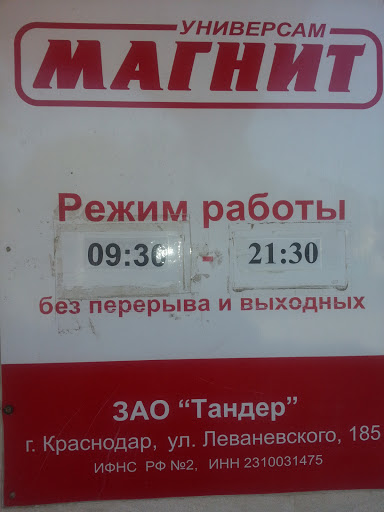 УНИВЕРСАМ
МАГНИТ
Режим работы
09:30 - 21:30
без перерыва и выходных
ЗАО “Тандер”
г. Краснодар, ул. Леваневского, 185
ИФНС РФ №2, ИНН 2310031475